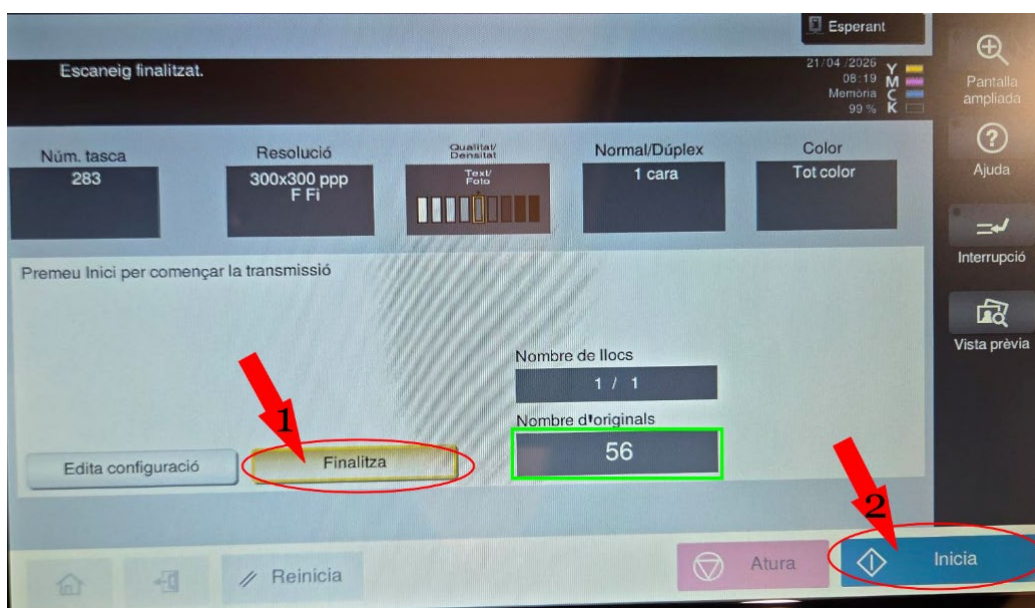 Esperant
Escaneig finalitzat.
21/04/2026
08:19
Memòria
99 %
Y
M
C
K
Pantalla
ampliada
Ajuda
Interrupció
Vista prèvia
Núm. tasca
283
Resolució
300x300 ppp
F Fi
Qualitat/
Densitat
Text/
Foto
Normal/Dúplex
1 cara
Color
Tot color
Premeu Inici per començar la transmissió
Nombre de llocs
1 / 1
Nombre d'originals
56
1
Edita configuració
Finalitza
2
Reinicia
Atura
Inicia